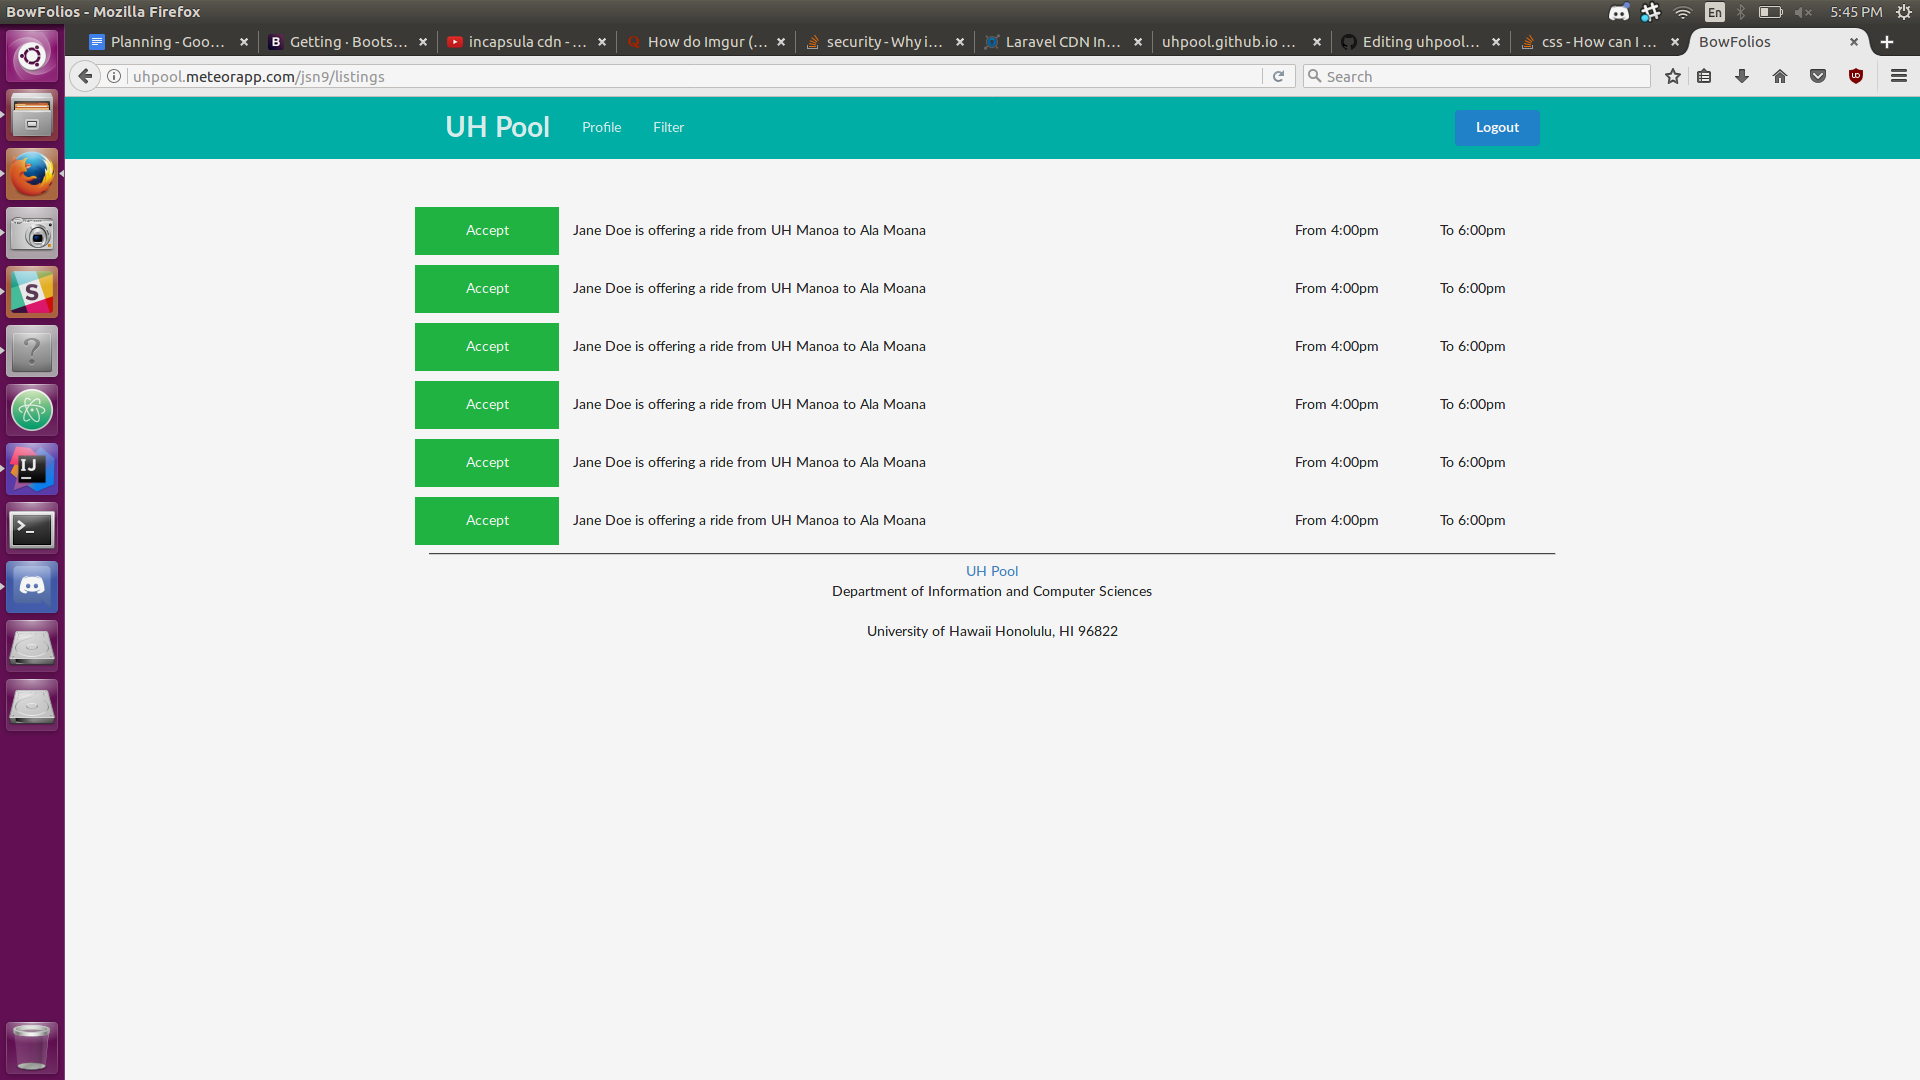 BowFolios - Mozilla Firefox
En
5:45 PM
Planning - Goo...
Getting · Boots...
incapsula cdn - ...
How do Imgur (...
security - Why i...
Laravel CDN In...
uhpool.github.io ...
Editing uhpool...
css - How can I ...
BowFolios
uhpool.meteorapp.com/jsn9/listings
Search
UH Pool
Profile
Filter
Logout
Accept Jane Doe is offering a ride from UH Manoa to Ala Moana From 4:00pm To 6:00pm
Accept Jane Doe is offering a ride from UH Manoa to Ala Moana From 4:00pm To 6:00pm
Accept Jane Doe is offering a ride from UH Manoa to Ala Moana From 4:00pm To 6:00pm
Accept Jane Doe is offering a ride from UH Manoa to Ala Moana From 4:00pm To 6:00pm
Accept Jane Doe is offering a ride from UH Manoa to Ala Moana From 4:00pm To 6:00pm
Accept Jane Doe is offering a ride from UH Manoa to Ala Moana From 4:00pm To 6:00pm
UH Pool
Department of Information and Computer Sciences
University of Hawaii Honolulu, HI 96822